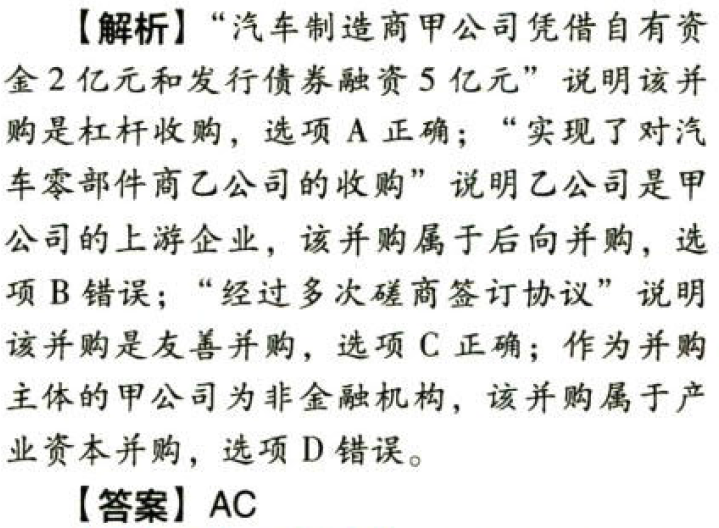 【解析】“汽车制造商甲公司凭借自有资
金2亿元和发行债券融资5亿元”说明该并
购是杠杆收购，选项A正确；“实现了对汽
车零部件商乙公司的收购”说明乙公司是甲
公司的上游企业，该并购属于后向并购，选
项B错误；“经过多次磋商签订协议”说明
该并购是友善并购，选项C正确；作为并购
主体的甲公司为非金融机构，该并购属于产
业资本并购，选项D错误。
【答案】AC